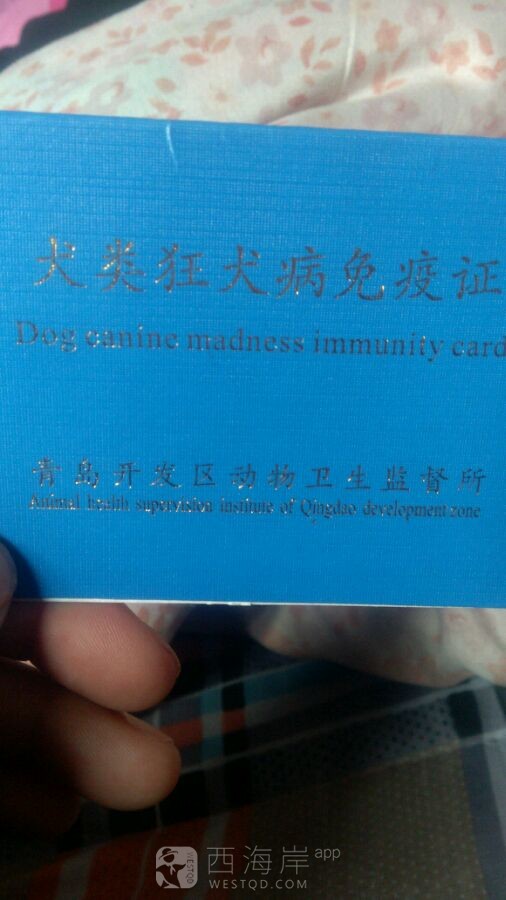 犬类狂犬病免疫证
Dog canine madness immunity card
青岛开发区动物卫生监督所
Animal health supervision institute of Qingdao development zone
WESTQD
西海岸app
WESTQD.COM